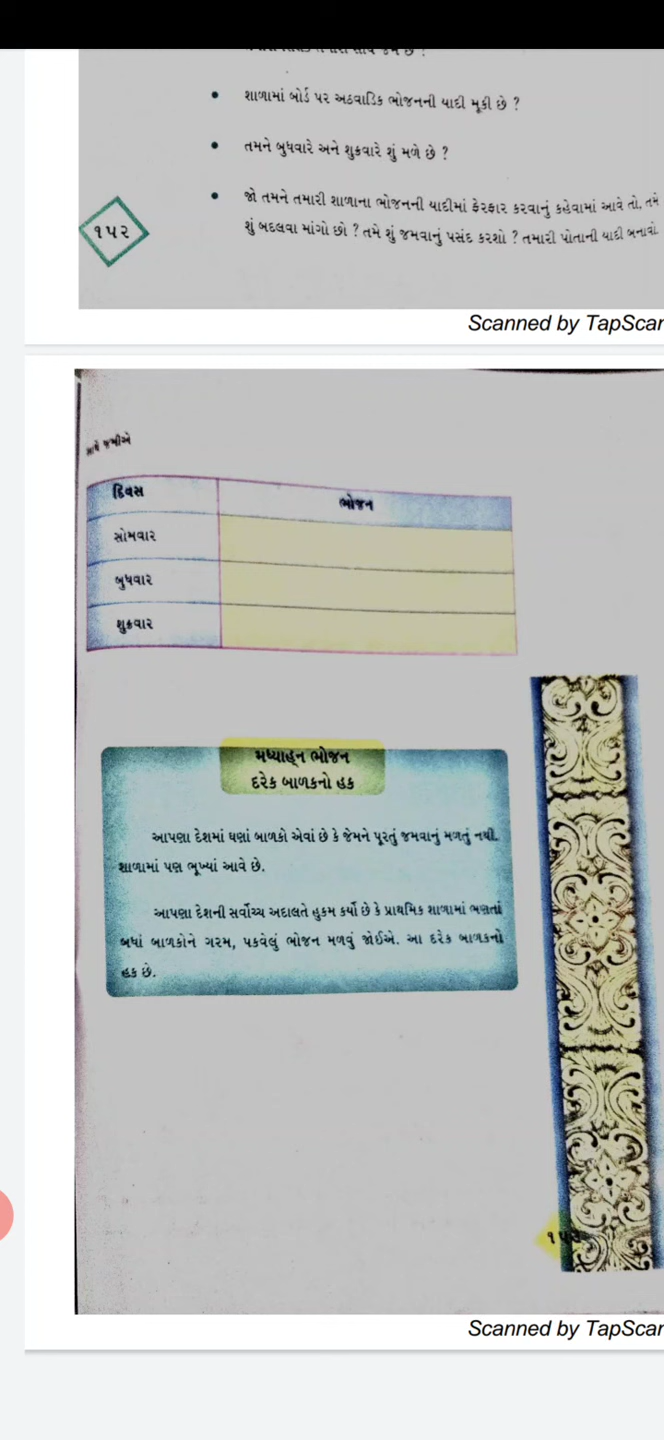 શાળામાં બોર્ડ પર અઠવાડિક ભોજનની યાદી મૂકી છે ?
તમને બુધવારે અને શુક્રવારે શું મળે છે ?
જો તમને તમારી શાળાના ભોજનની યાદીમાં ફેરફાર કરવાનું કહેવામાં આવે તો, તમે
શું બદલવા માંગો છો ? તમે શું જમવાનું પસંદ કરશો ? તમારી પોતાની યાદી બનાવો.
૧૫૨
Scanned by TapScan
જમીએ
દિવસ ભોજન
સોમવાર
બુધવાર
શુક્રવાર
મધ્યાહ્ન ભોજન
દરેક બાળકનો હક
આપણા દેશમાં ઘણાં બાળકો એવાં છે કે જેમને પૂરતું જમવાનું મળતું નથી.
શાળામાં પણ ભૂખ્યાં આવે છે.
આપણા દેશની સર્વોચ્ચ અદાલતે હુકમ કર્યો છે કે પ્રાથમિક શાળામાં ભણતાં
બધાં બાળકોને ગરમ, પકવેલું ભોજન મળવું જોઈએ. આ દરેક બાળકનો
હક છે.
૧૫૩
Scanned by TapScan